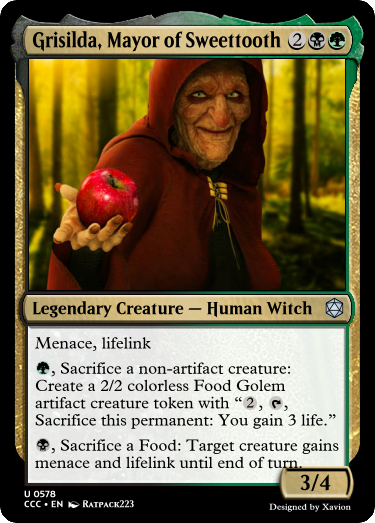 Grisilda, Mayor of Sweettooth 2
Legendary Creature — Human Witch
Menace, lifelink
, Sacrifice a non-artifact creature:
Create a 2/2 colorless Food Golem
artifact creature token with “2, ,
Sacrifice this permanent: You gain 3 life.”
, Sacrifice a Food: Target creature gains
menace and lifelink until end of turn.
3/4
U 0578
CCC • EN Ratpack223
Designed by Xavion